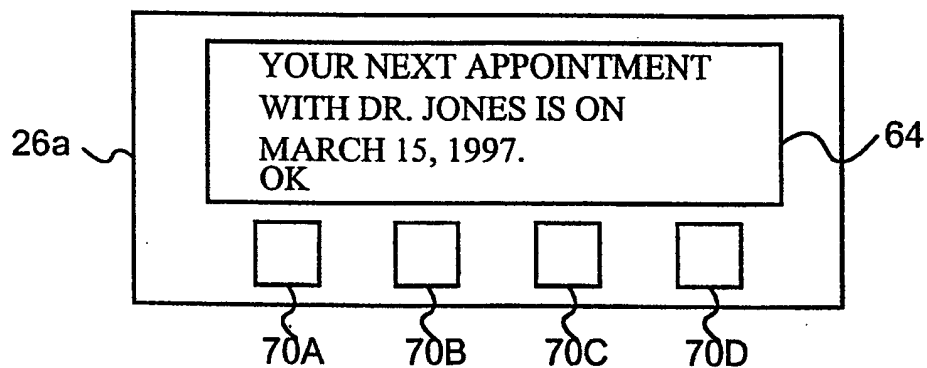 YOUR NEXT APPOINTMENT
WITH DR. JONES IS ON
MARCH 15, 1997.
OK
26a
64
70A
70B
70C
70D